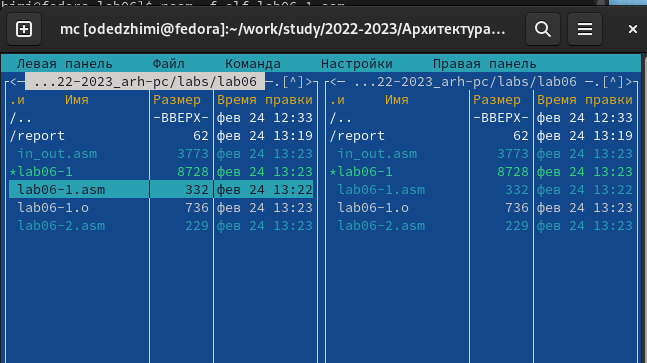 mc [odedzhimi@fedora]:~/work/study/2022-2023/Архитектура...
Левая панель Файл Команда Настройки Правая панель
<─ ...22-2023_arh-pc/labs/lab06 ─.[^]> <─ ...22-2023_arh-pc/labs/lab06 ─.[^]>
.и Имя Размер Время правки .и Имя Размер Время правки
/.. -ВВЕРХ- фев 24 12:33 /.. -ВВЕРХ- фев 24 12:33
/report 62 фев 24 13:19 /report 62 фев 24 13:19
in_out.asm 3773 фев 24 13:23 in_out.asm 3773 фев 24 13:23
*lab06-1 8728 фев 24 13:23 *lab06-1 8728 фев 24 13:23
lab06-1.asm 332 фев 24 13:22 lab06-1.asm 332 фев 24 13:22
lab06-1.o 736 фев 24 13:23 lab06-1.o 736 фев 24 13:23
lab06-2.asm 229 фев 24 13:23 lab06-2.asm 229 фев 24 13:23